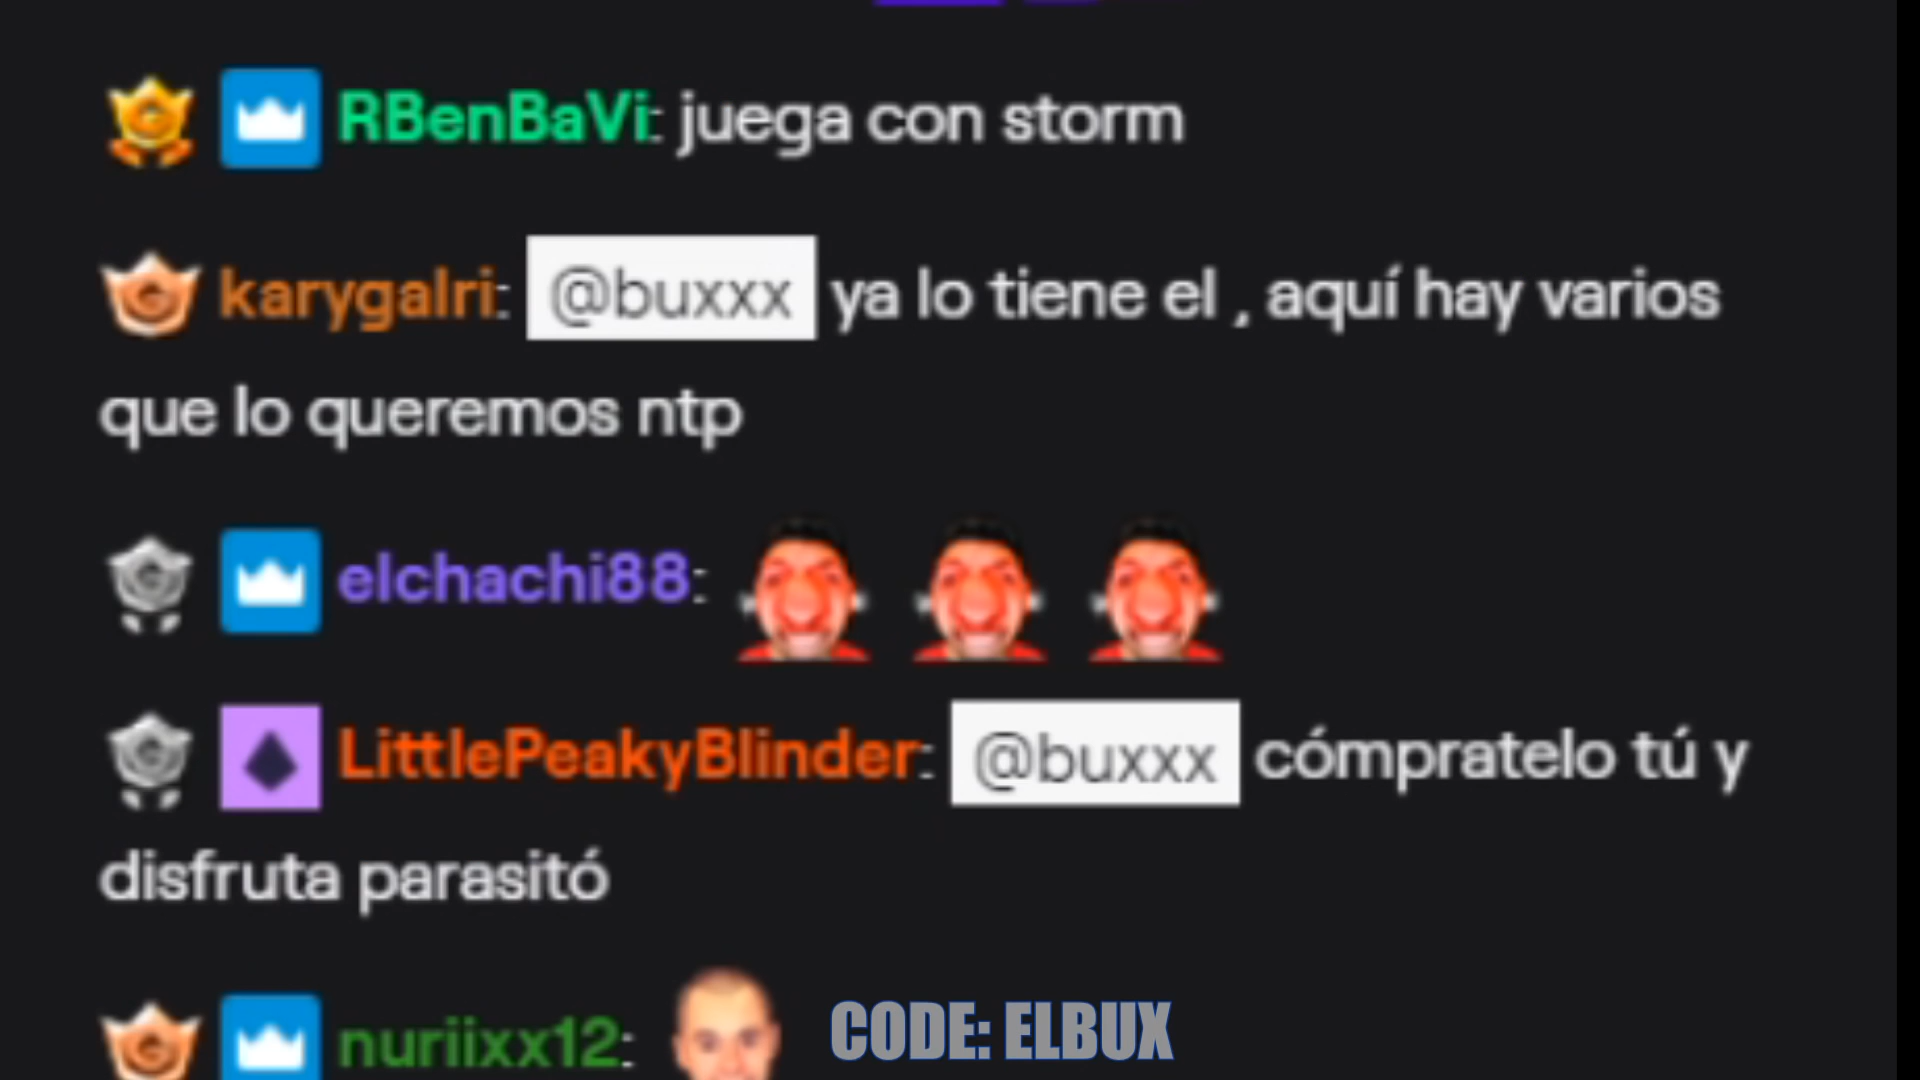 RBenBaVi: juega con storm
karygalri: @buxxx ya lo tiene el , aquí hay varios
que lo queremos ntp
elchachi88:
LittlePeakyBlinder: @buxxx cómpratelo tú y
disfruta parasitó
nuriixx12:
CODE: ELBUX